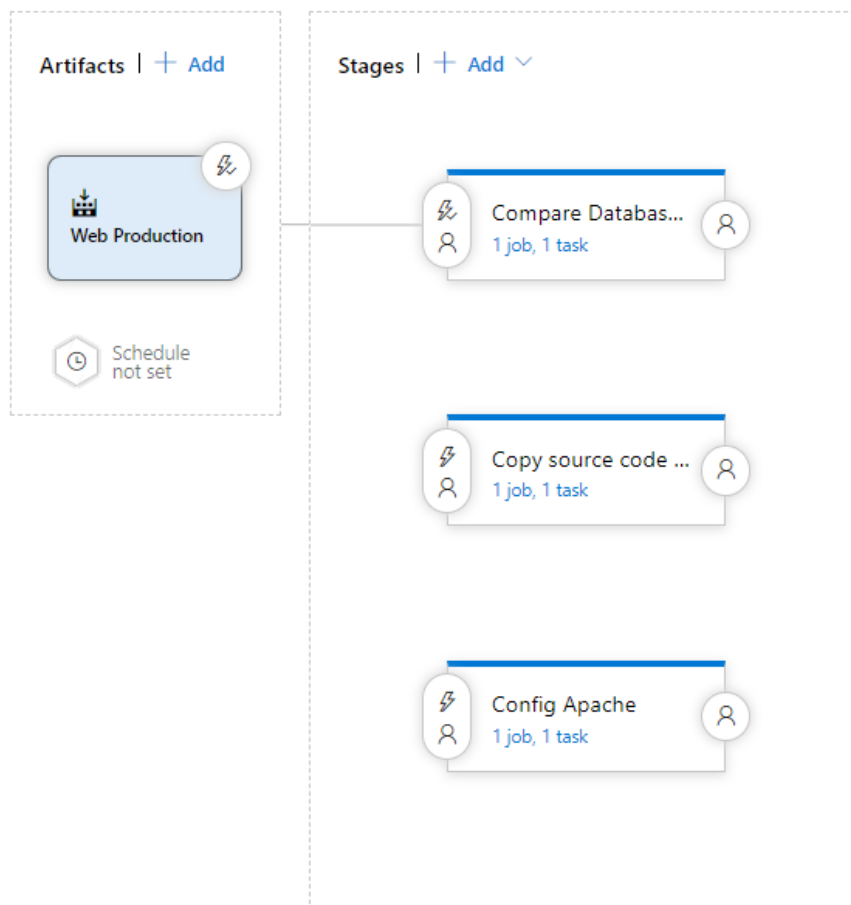 Artifacts | + Add
Stages | + Add
Web Production
Schedule
not set
Compare Databas...
1 job, 1 task
Copy source code ...
1 job, 1 task
Config Apache
1 job, 1 task